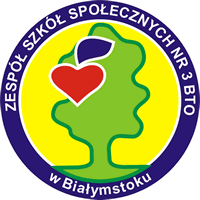 ZESPÓŁ SZKÓŁ SPOŁECZNYCH NR 3 BTO
w Białymstoku